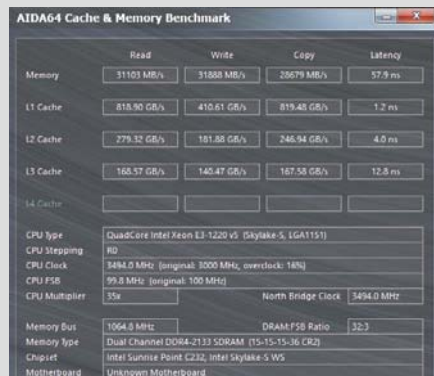 AIDA64 Cache & Memory Benchmark
Read Write Copy Latency
Memory 31103 MB/s 31888 MB/s 28679 MB/s 57.9 ns
L1 Cache 818.90 GB/s 410.61 GB/s 819.48 GB/s 1.2 ns
L2 Cache 279.32 GB/s 181.88 GB/s 246.94 GB/s 4.0 ns
L3 Cache 168.57 GB/s 140.47 GB/s 167.58 GB/s 12.8 ns
L4 Cache
CPU Type QuadCore Intel Xeon E3-1220 v5 (Skylake-S, LGA1151)
CPU Stepping R0
CPU Clock 3494.0 MHz (original: 3000 MHz, overclock: 16%)
CPU FSB 99.8 MHz (original: 100 MHz)
CPU Multiplier 35x North Bridge Clock 3494.0 MHz
Memory Bus 1064.8 MHz DRAM:FSB Ratio 32:3
Memory Type Dual Channel DDR4-2133 SDRAM (15-15-15-36 CR2)
Chipset Intel Sunrise Point C232, Intel Skylake-S WS
Motherboard Unknown Motherboard